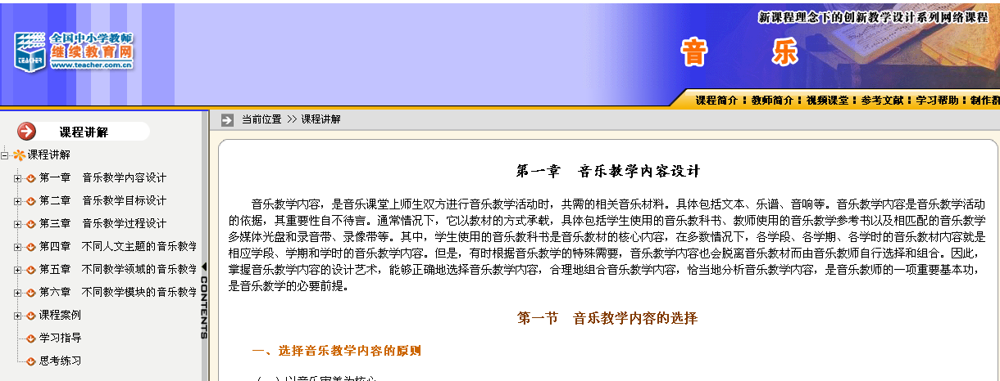 新课程理念下的创新教学设计系列网络课程
全国中小学教师
继续教育网
TEACHER
www.teacher.com.cn
音 乐
课程简介 教师简介 视频课堂 参考文献 学习帮助 制作群
课程讲解
当前位置 >> 课程讲解
课程讲解
第一章 音乐教学内容设计
第二章 音乐教学目标设计
第三章 音乐教学过程设计
第四章 不同人文主题的音乐教学
第五章 不同教学领域的音乐教学
第六章 不同教学模块的音乐教学
课程案例
学习指导
思考练习
CONTENTS
第一章 音乐教学内容设计
音乐教学内容，是音乐课堂上师生双方进行音乐教学活动时，共需的相关音乐材料。具体包括文本、乐谱、音响等。音乐教学内容是音乐教学活动
的依据，其重要性自不待言。通常情况下，它以教材的方式承载，具体包括学生使用的音乐教科书、教师使用的音乐教学参考书以及相匹配的音乐教学
多媒体光盘和录音带、录像带等。其中，学生使用的音乐教科书是音乐教材的核心内容，在多数情况下，各学段、各学期、各学时的音乐教材内容就是
相应学段、学期和学时的音乐教学内容。但是，有时根据音乐教学的特殊需要，音乐教学内容也会脱离音乐教材而由音乐教师自行选择和组合。因此，
掌握音乐教学内容的设计艺术，能够正确地选择音乐教学内容，合理地组合音乐教学内容，恰当地分析音乐教学内容，是音乐教师的一项重要基本功，
是音乐教学的必要前提。
第一节 音乐教学内容的选择
一、选择音乐教学内容的原则
（一）以音乐审美为核心